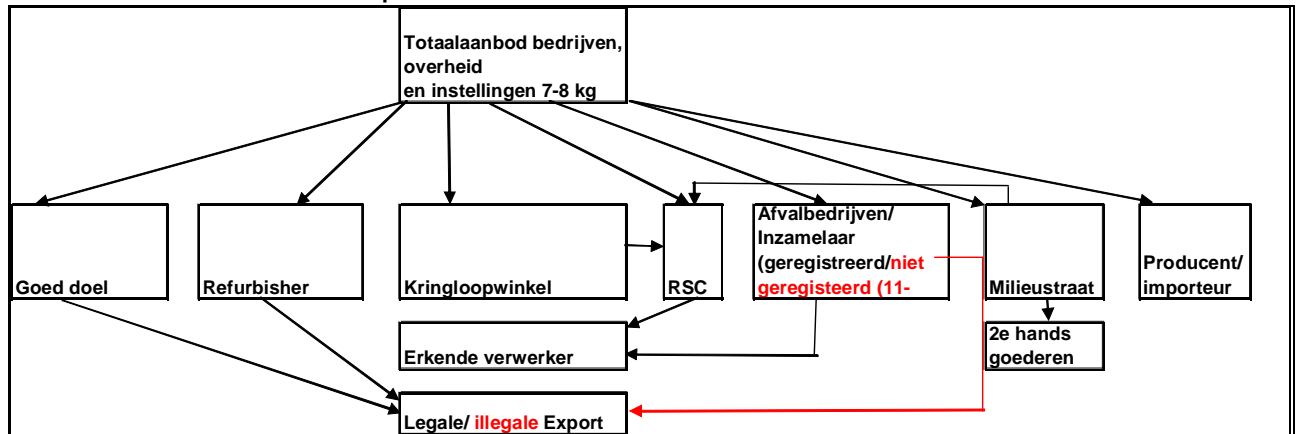 Totaalaanbod bedrijven,
overheid
en instellingen 7-8 kg
Goed doel
Refurbisher
Kringloopwinkel
RSC
Afvalbedrijven/
Inzamelaar
(geregistreerd/niet
geregisteerd (11-
Milieustraat
Producent/
importeur
Erkende verwerker
2e hands
goederen
Legale/ illegale Export